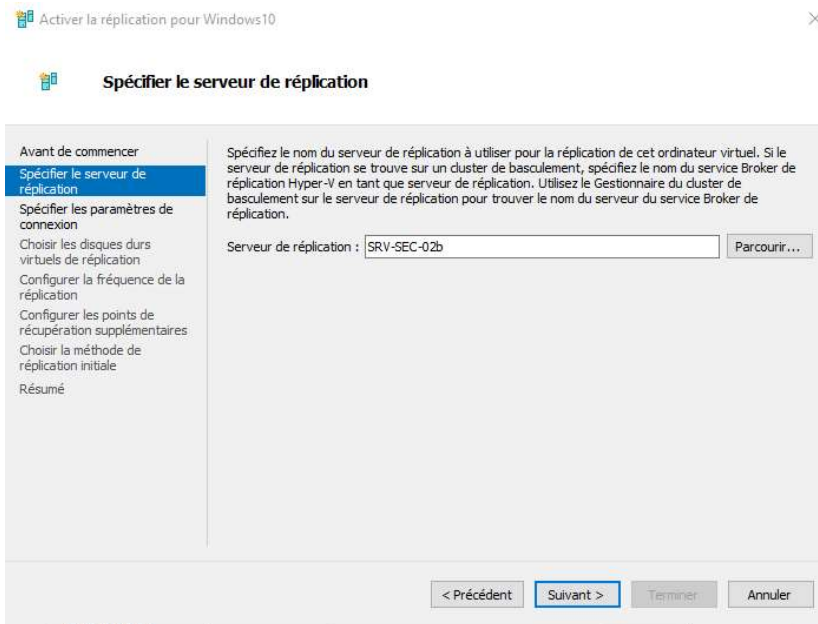 Activer la réplication pour Windows10
Spécifier le serveur de réplication
Avant de commencer
Spécifier le serveur de
réplication
Spécifier les paramètres de
connexion
Choisir les disques durs
virtuels de réplication
Configurer la fréquence de la
réplication
Configurer les points de
récupération supplémentaires
Choisir la méthode de
réplication initiale
Résumé
Spécifiez le nom du serveur de réplication à utiliser pour la réplication de cet ordinateur virtuel. Si le
serveur de réplication se trouve sur un cluster de basculement, spécifiez le nom du service Broker de
réplication Hyper-V en tant que serveur de réplication. Utilisez le Gestionnaire du cluster de
basculement sur le serveur de réplication pour trouver le nom du serveur du service Broker de
réplication.
Serveur de réplication : SRV-SEC-02b Parcourir...
< Précédent Suivant > Terminer Annuler